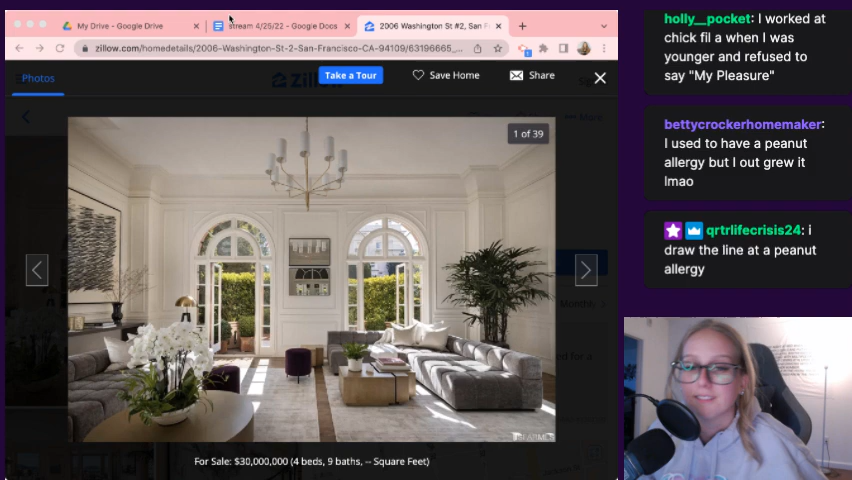 My Drive - Google Drive
stream 4/25/22 - Google Docs
2006 Washington St #2, San F
zillow.com/homedetails/2006-Washington-St-2-San-Francisco-CA-94109/63196665_...
Photos
Take a Tour
Save Home
Share
Zillow
More
1 of 39
For Sale: $30,000,000 (4 beds, 9 baths, -- Square Feet)
holly__pocket: I worked at
chick fil a when I was
younger and refused to
say "My Pleasure"
bettycrockerhomemaker:
I used to have a peanut
allergy but I out grew it
lmao
qrtrlifecrisis24: i
draw the line at a peanut
allergy